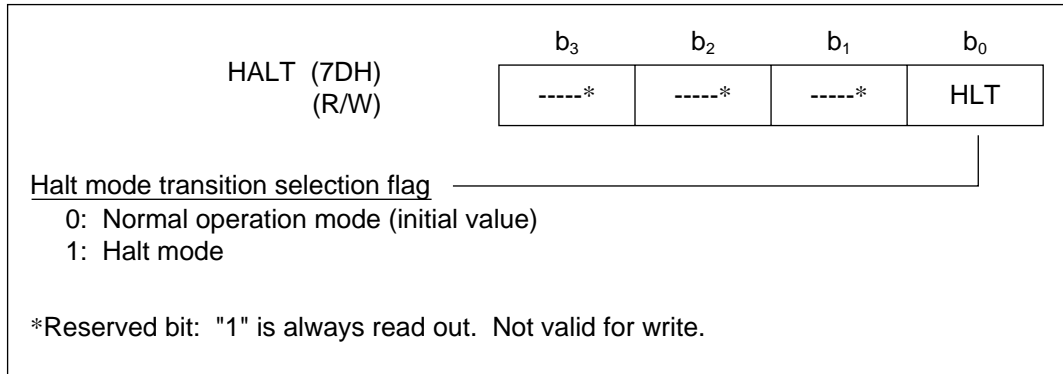 b3 b2 b1 b0
HALT (7DH)
(R/W)
-----* -----* -----* HLT
Halt mode transition selection flag
0: Normal operation mode (initial value)
1: Halt mode
*Reserved bit: "1" is always read out. Not valid for write.